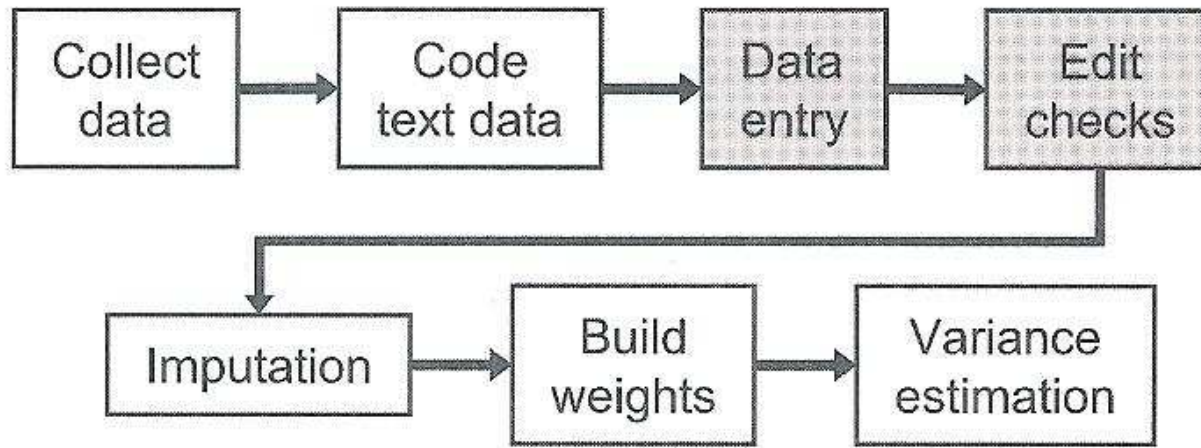 Collect
data
Code
text data
Data
entry
Edit
checks
Imputation
Build
weights
Variance
estimation